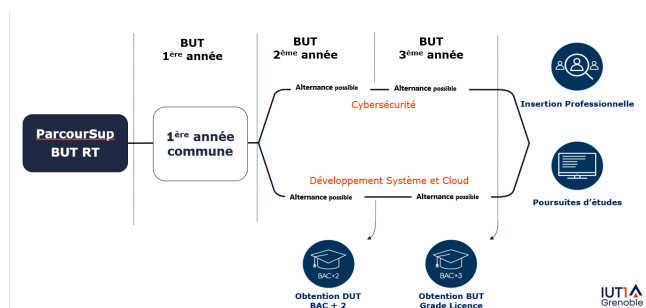 BUT
1ère année
BUT
2ème année
BUT
3ème année
ParcourSup
BUT RT
1ère année
commune
Alternance possible
Alternance possible
Cybersécurité
Développement Système et Cloud
Alternance possible
Alternance possible
Insertion Professionnelle
Poursuites d'études
BAC+2
Obtention DUT
BAC + 2
BAC+3
Obtention BUT
Grade Licence
IUT1
Grenoble